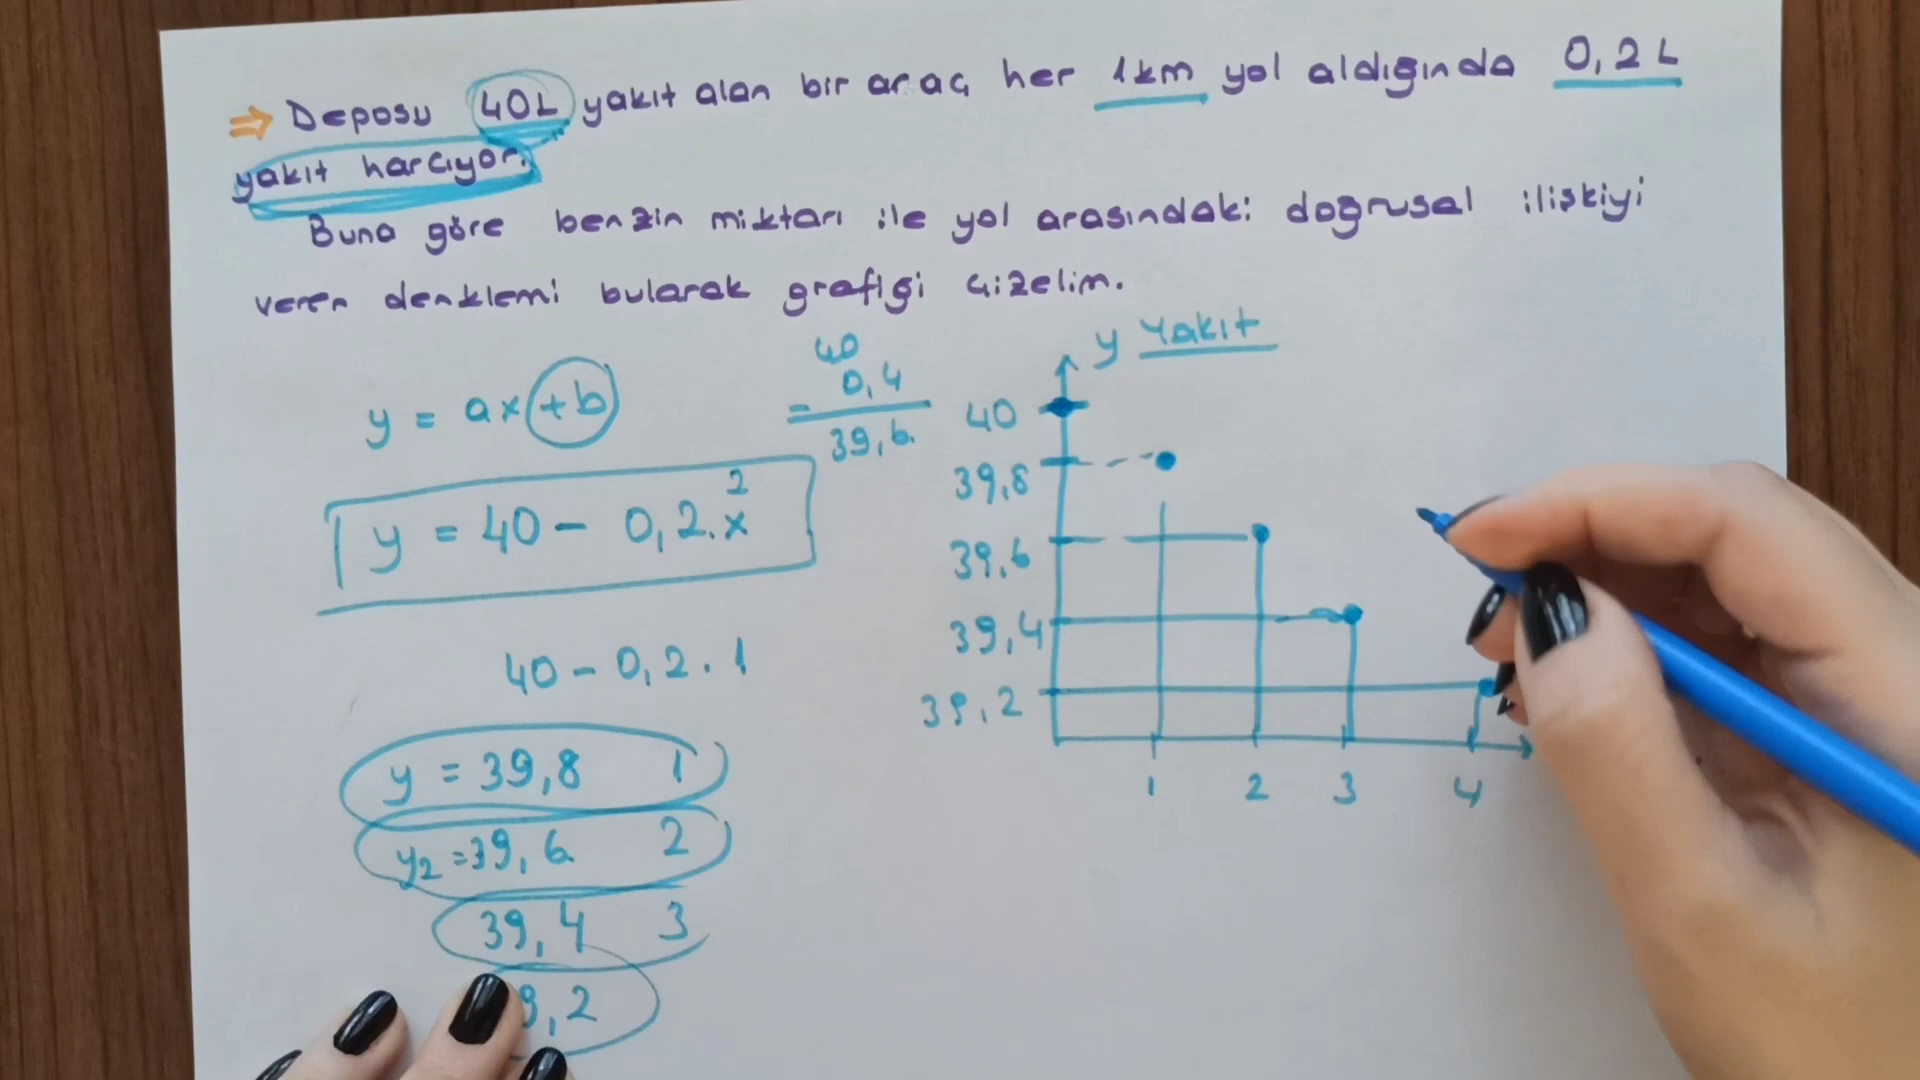 ⇒ Deposu 40L yakıt alan bir araç her 1km yol aldığında 0,2 L
yakıt harcıyor.
Buna göre benzin miktarı ile yol arasındaki doğrusal ilişkiyi
veren denklemi bularak grafiği çizelim.
y = ax + b
y = 40 - 0,2.x
2
40 - 0,2 . 1
y = 39,8 1
y2 = 39,6 2
39,4 3
9,2
40
0,4
-
39,6
y Yakıt
40
39,8
39,6
39,4
39,2
1 2 3 4